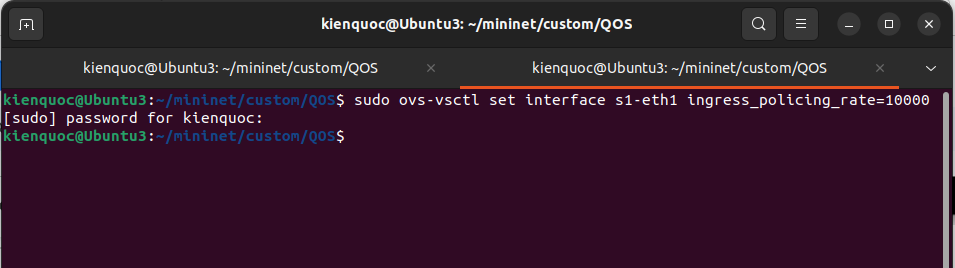 kienquoc@Ubuntu3: ~/mininet/custom/QOS
kienquoc@Ubuntu3: ~/mininet/custom/QOS
kienquoc@Ubuntu3: ~/mininet/custom/QOS
kienquoc@Ubuntu3:~/mininet/custom/QOS$ sudo ovs-vsctl set interface s1-eth1 ingress_policing_rate=10000
[sudo] password for kienquoc:
kienquoc@Ubuntu3:~/mininet/custom/QOS$